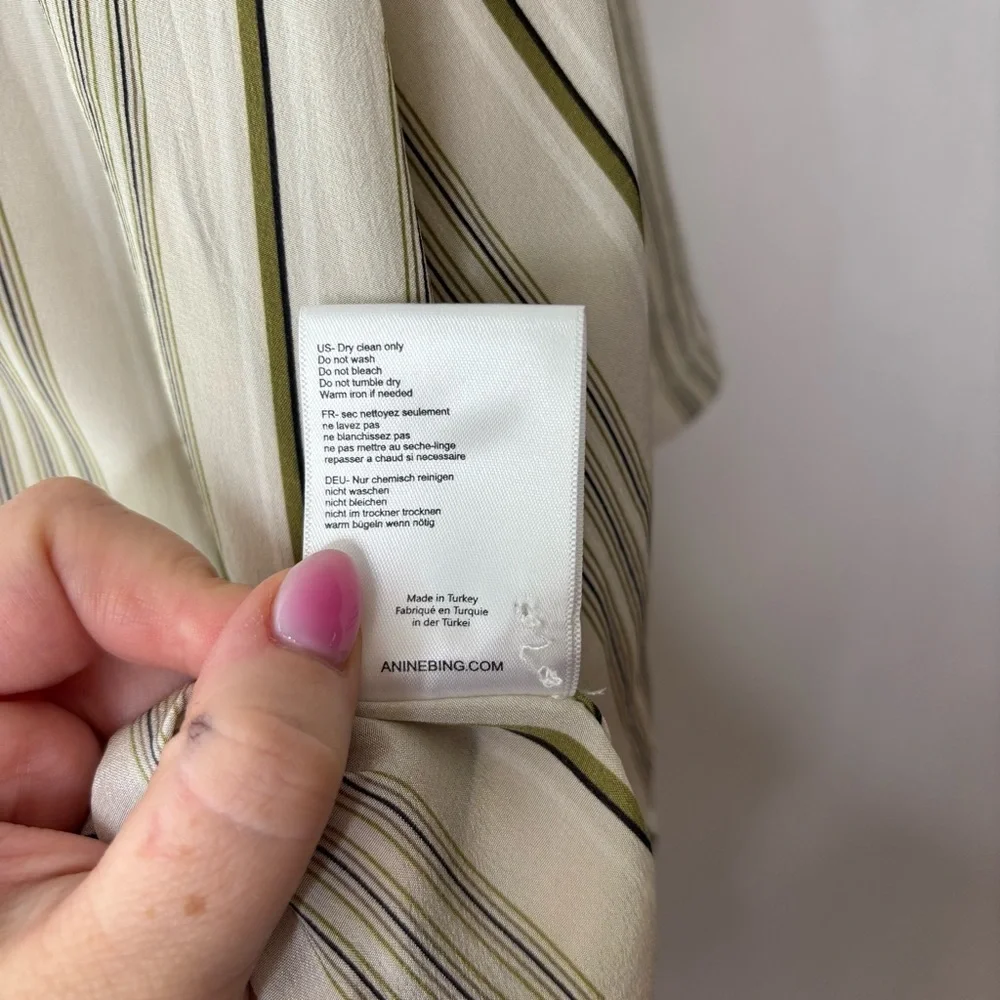 US- Dry clean only
Do not wash
Do not bleach
Do not tumble dry
Warm iron if needed
FR- sec nettoyez seulement
ne lavez pas
ne blanchissez pas
ne pas mettre au seche-linge
repasser a chaud si necessaire
DEU- Nur chemisch reinigen
nicht waschen
nicht bleichen
nicht im trockner trocknen
warm bügeln wenn nötig
Made in Turkey
Fabriqué en Turquie
in der Türkei
ANINEBING.COM